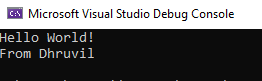 Microsoft Visual Studio Debug Console
Hello World!
From Dhruvil